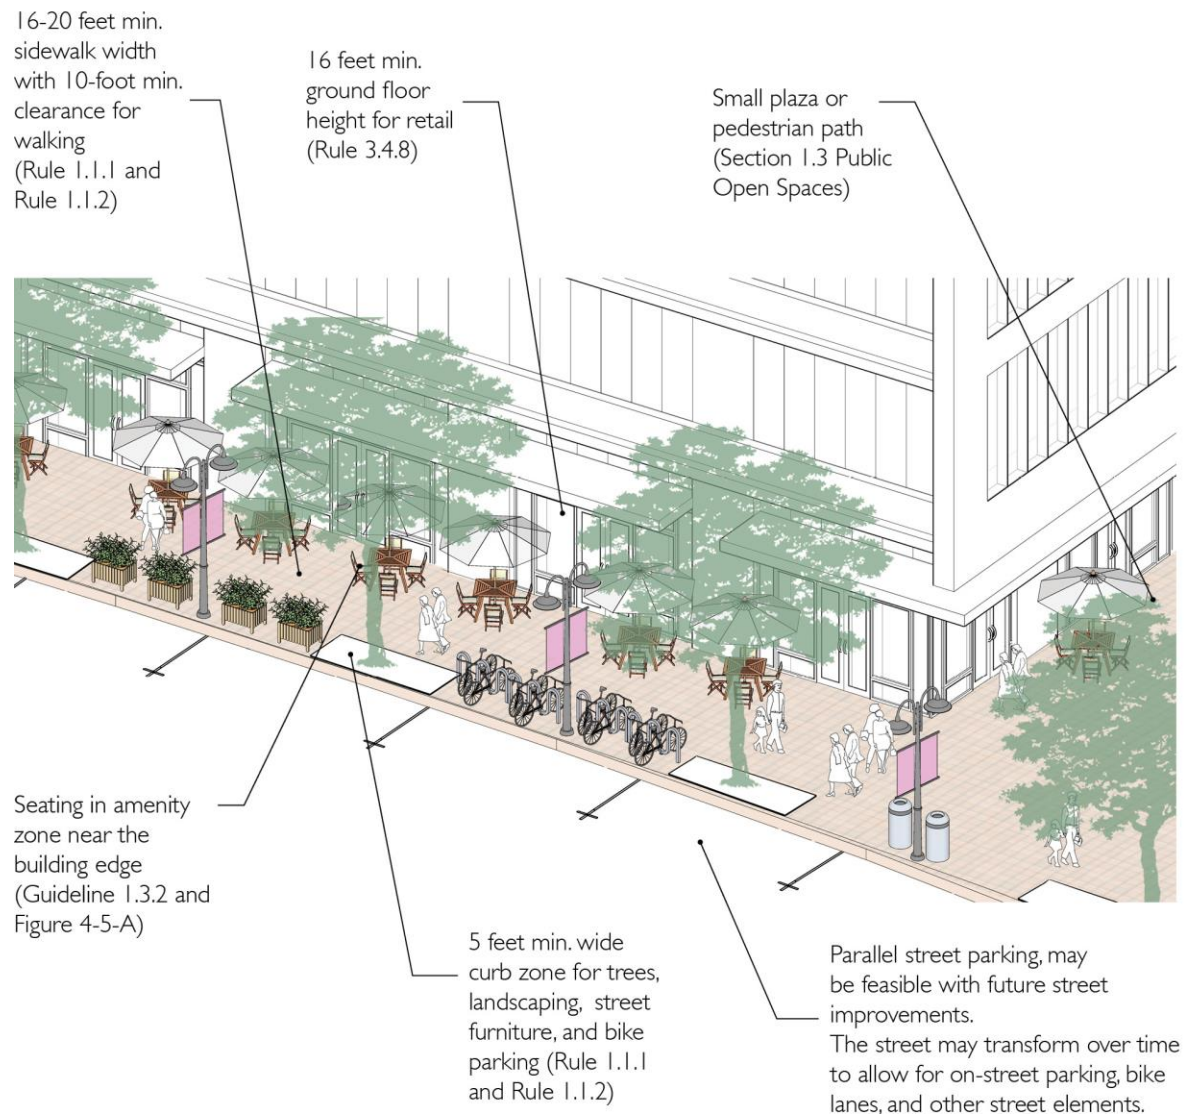 16-20 feet min.
sidewalk width
with 10-foot min.
clearance for
walking
(Rule 1.1.1 and
Rule 1.1.2)
16 feet min.
ground floor
height for retail
(Rule 3.4.8)
Small plaza or
pedestrian path
(Section 1.3 Public
Open Spaces)
Seating in amenity
zone near the
building edge
(Guideline 1.3.2 and
Figure 4-5-A)
5 feet min. wide
curb zone for trees,
landscaping, street
furniture, and bike
parking (Rule 1.1.1
and Rule 1.1.2)
Parallel street parking, may
be feasible with future street
improvements.
The street may transform over time
to allow for on-street parking, bike
lanes, and other street elements.